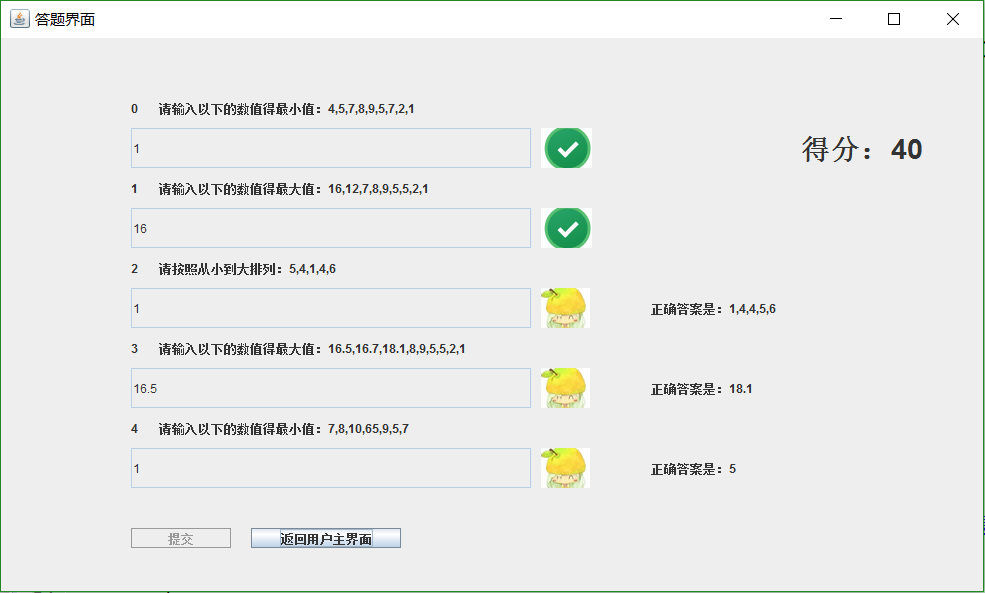 答题界面
0 请输入以下的数值得最小值：4,5,7,8,9,5,7,2,1
1
得分：40
1 请输入以下的数值得最大值：16,12,7,8,9,5,5,2,1
16
2 请按照从小到大排列：5,4,1,4,6
1
正确答案是：1,4,4,5,6
3 请输入以下的数值得最大值：16.5,16.7,18.1,8,9,5,5,2,1
16.5
正确答案是：18.1
4 请输入以下的数值得最小值：7,8,10,65,9,5,7
1
正确答案是：5
提交
返回用户主界面